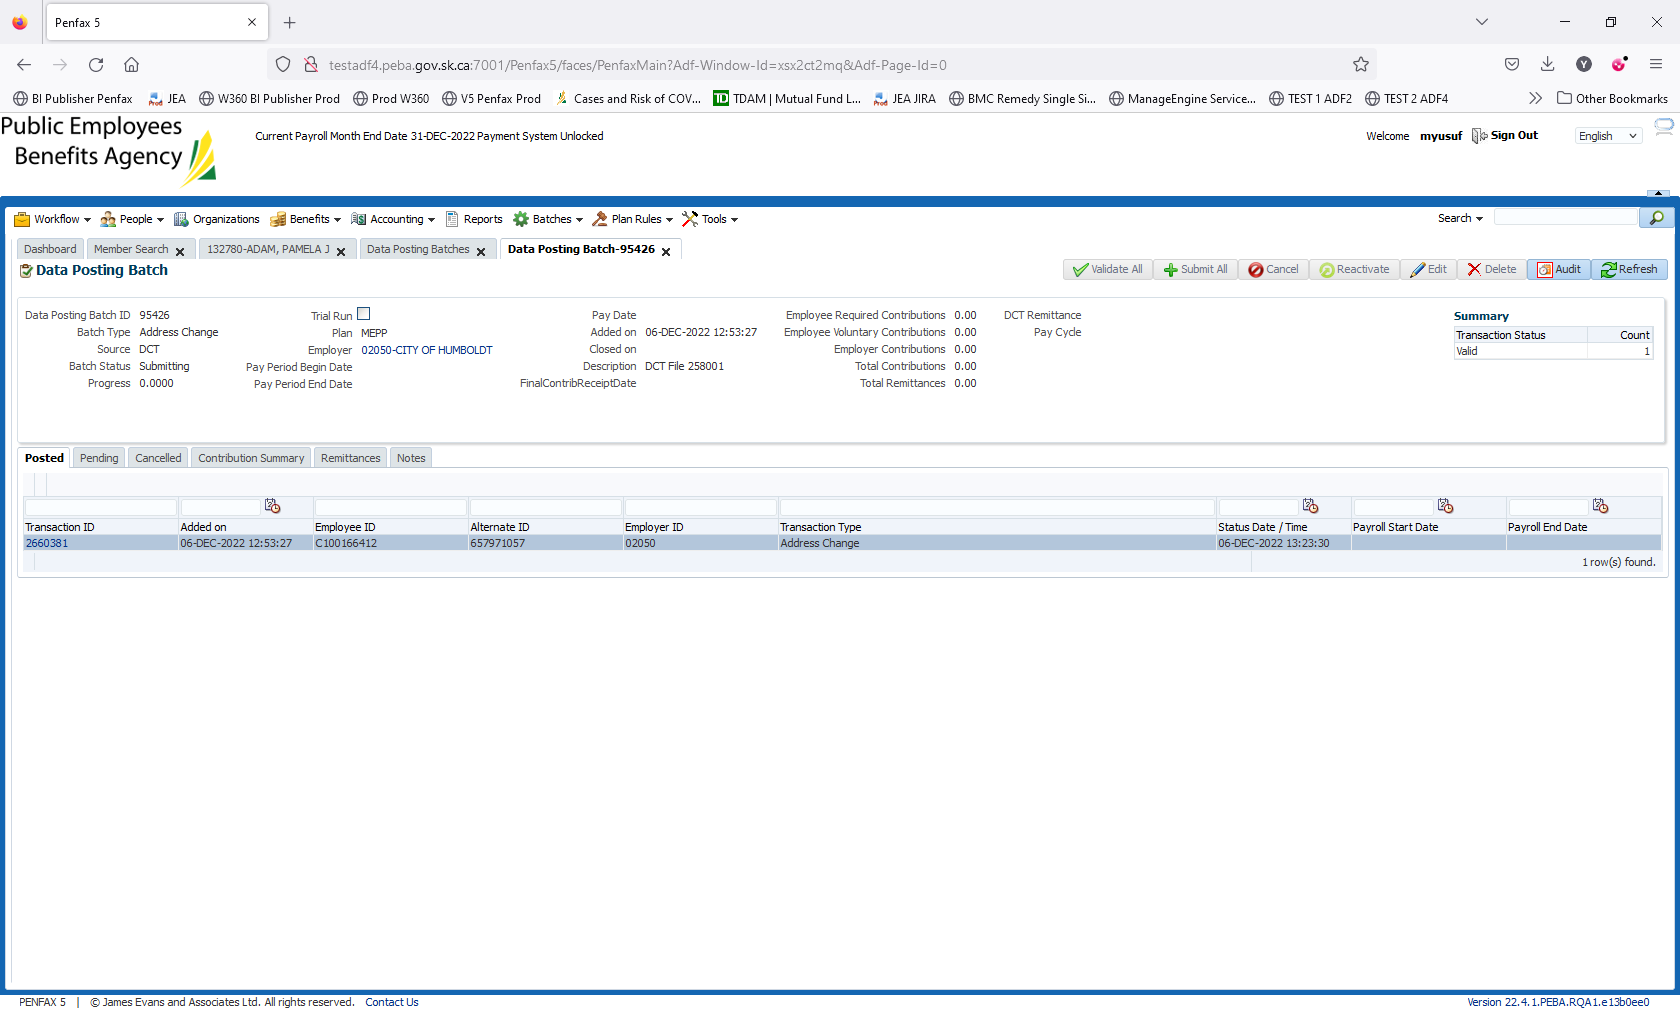 Penfax 5
testadf4.peba.gov.sk.ca:7001/Penfax5/faces/PenfaxMain?Adf-Window-Id=xsx2ct2mq&Adf-Page-Id=0
Y
BI Publisher Penfax JEA W360 BI Publisher Prod Prod W360 V5 Penfax Prod Cases and Risk of COV... TD TDAM | Mutual Fund L... JEA JIRA BMC Remedy Single Si... ManageEngine Service... TEST 1 ADF2 TEST 2 ADF4 Other Bookmarks
Public Employees
Benefits Agency
Current Payroll Month End Date 31-DEC-2022 Payment System Unlocked
Welcome myusuf Sign Out English
Workflow People Organizations Benefits Accounting Reports Batches Plan Rules Tools Search
Dashboard Member Search 132780-ADAM, PAMELA J Data Posting Batches Data Posting Batch-95426
Data Posting Batch Validate All Submit All Cancel Reactivate Edit Delete Audit Refresh
Data Posting Batch ID 95426 Trial Run Pay Date Employee Required Contributions 0.00 DCT Remittance Summary
Batch Type Address Change Plan MEPP Added on 06-DEC-2022 12:53:27 Employee Voluntary Contributions 0.00 Pay Cycle Transaction Status Count
Source DCT Employer 02050-CITY OF HUMBOLDT Closed on Employer Contributions 0.00 Valid 1
Batch Status Submitting Pay Period Begin Date Description DCT File 258001 Total Contributions 0.00
Progress 0.0000 Pay Period End Date FinalContribReceiptDate Total Remittances 0.00
Posted Pending Cancelled Contribution Summary Remittances Notes
Transaction ID Added on Employee ID Alternate ID Employer ID Transaction Type Status Date / Time Payroll Start Date Payroll End Date
2660381 06-DEC-2022 12:53:27 C100166412 657971057 02050 Address Change 06-DEC-2022 13:23:30
1 row(s) found.
PENFAX 5 | © James Evans and Associates Ltd. All rights reserved. Contact Us Version 22.4.1.PEBA.RQA1.e13b0ee0